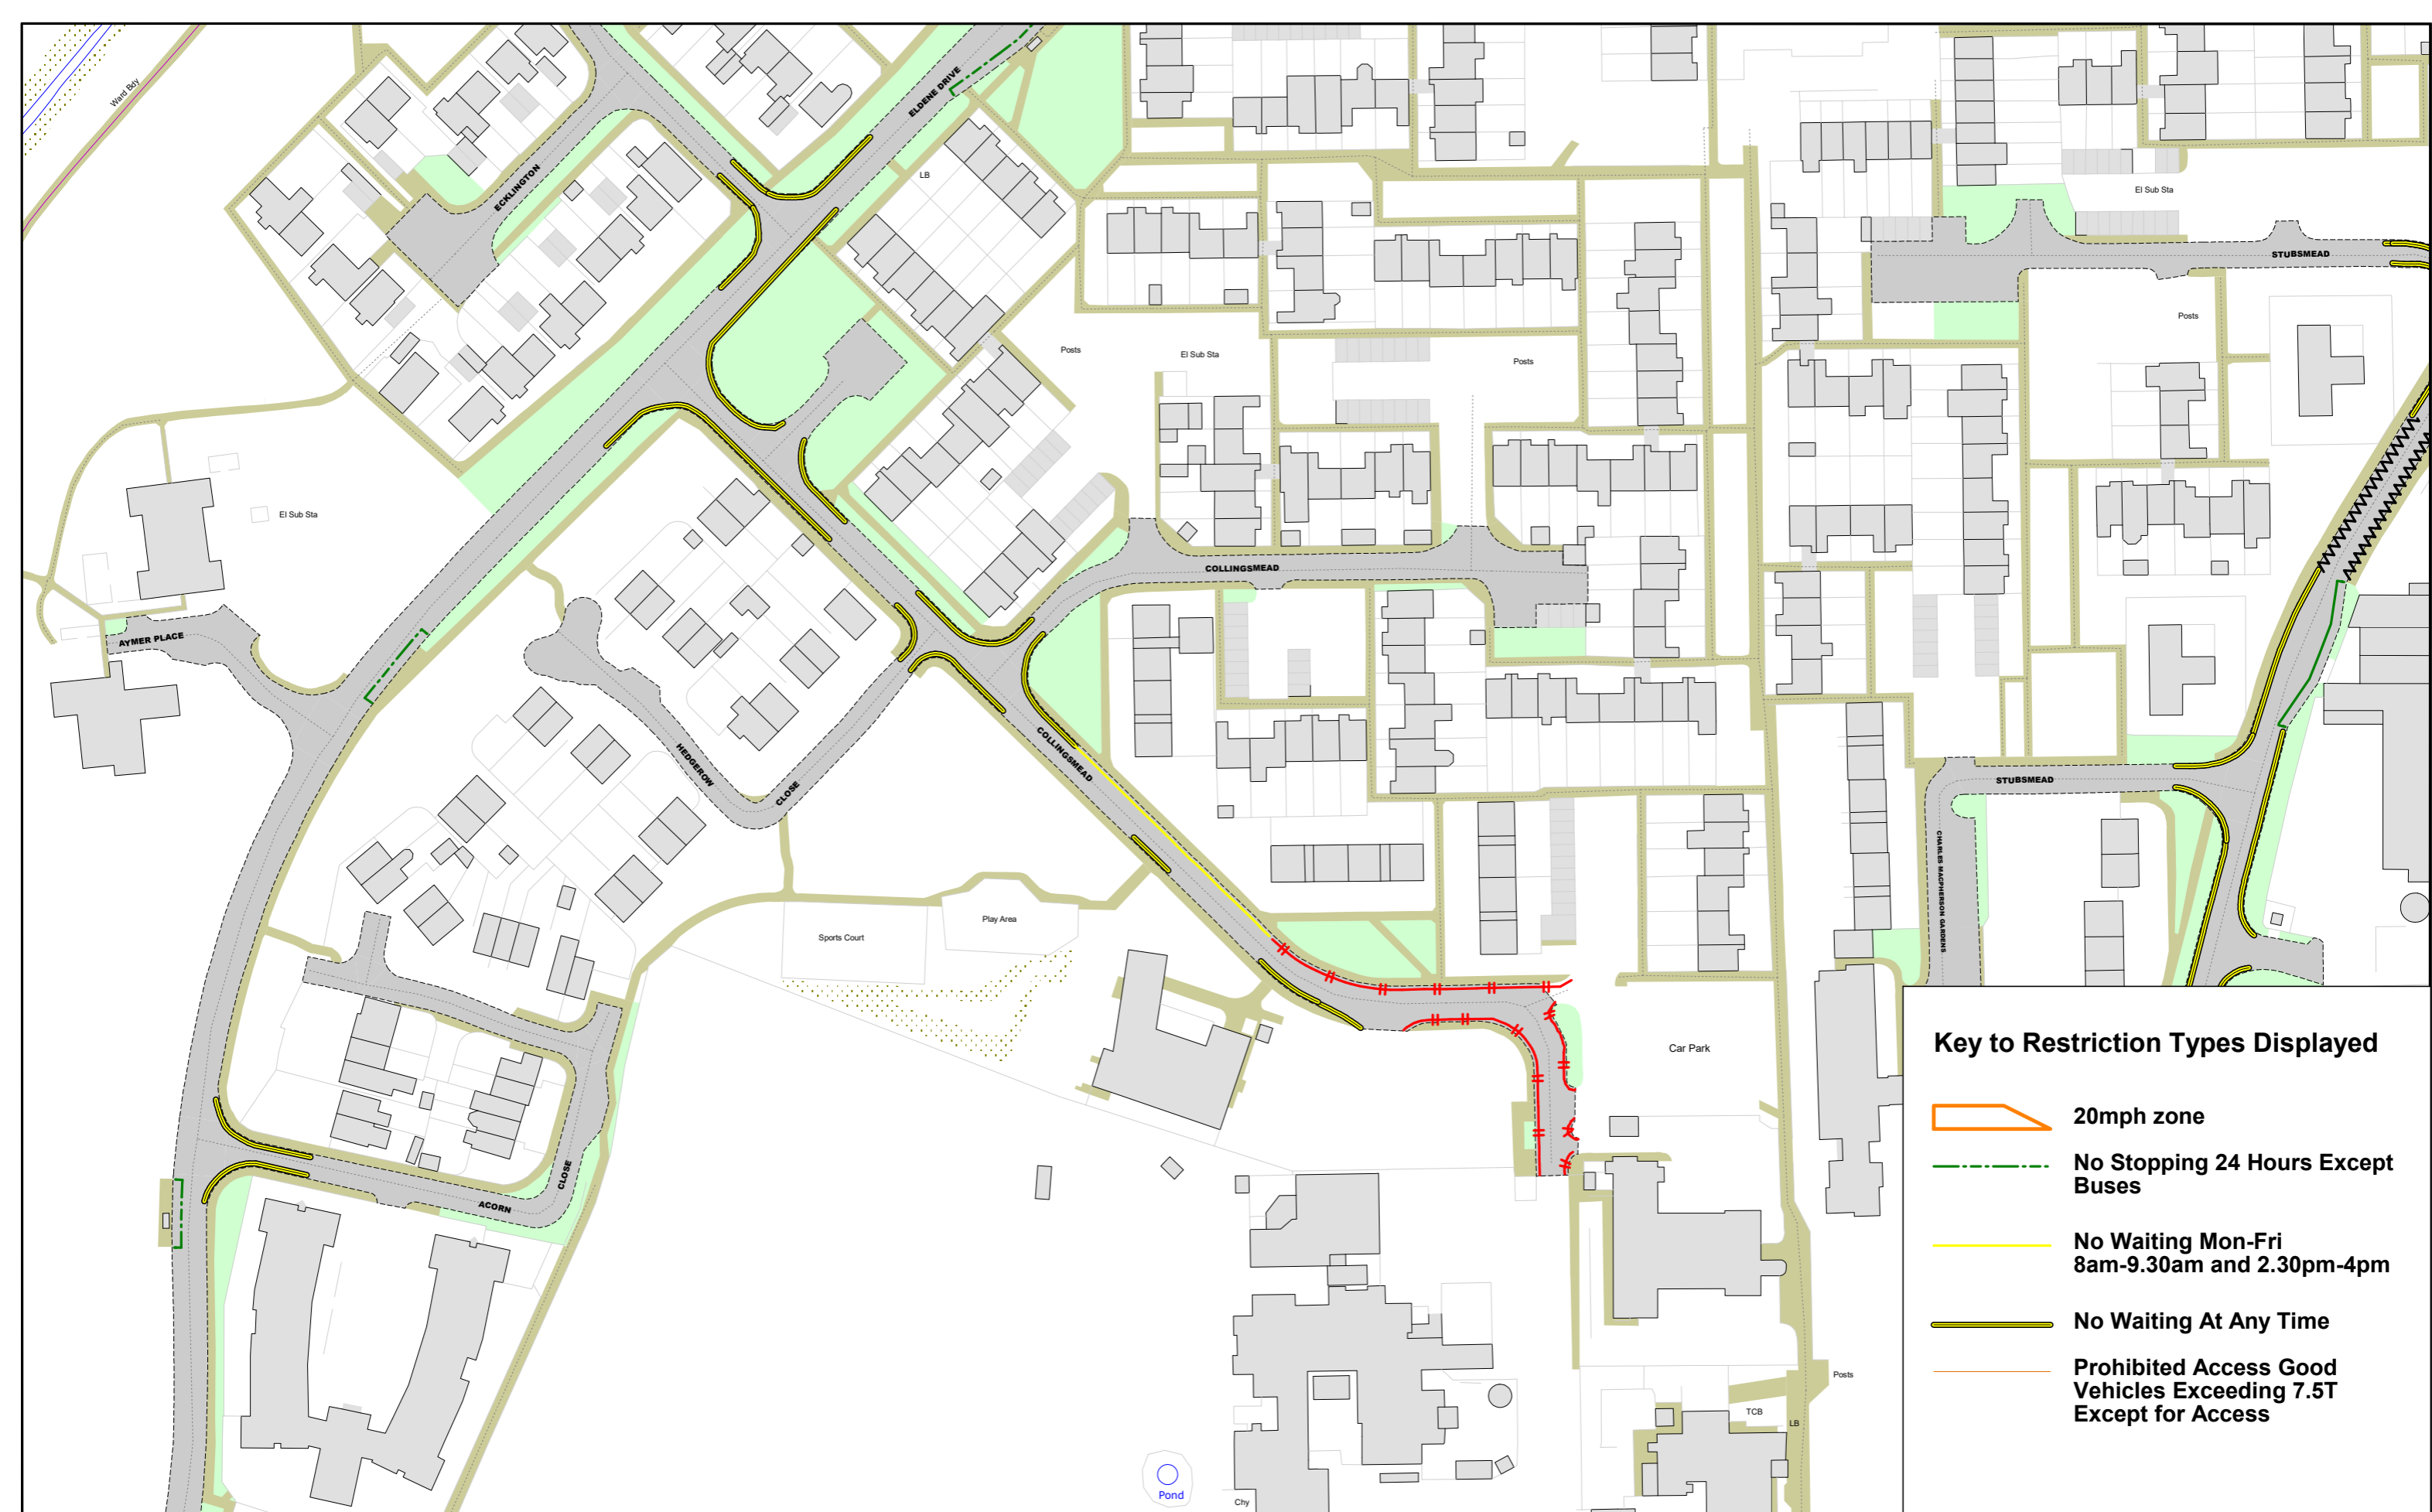 Ward Bdy
ELDENE DRIVE
ECKLINGTON
LB
El Sub Sta
STUBSMEAD
Posts
Posts
El Sub Sta
Posts
El Sub Sta
COLLINGSMEAD
AYMER PLACE
HEDGEROW
CLOSE
COLLINGSMEAD
STUBSMEAD
CHARLES MACPHERSON GARDENS
Play Area
Sports Court
Car Park
CLOSE
ACORN
Posts
TCB
LB
Pond
Chy
Key to Restriction Types Displayed
20mph zone
No Stopping 24 Hours Except
Buses
No Waiting Mon-Fri
8am-9.30am and 2.30pm-4pm
No Waiting At Any Time
Prohibited Access Good
Vehicles Exceeding 7.5T
Except for Access